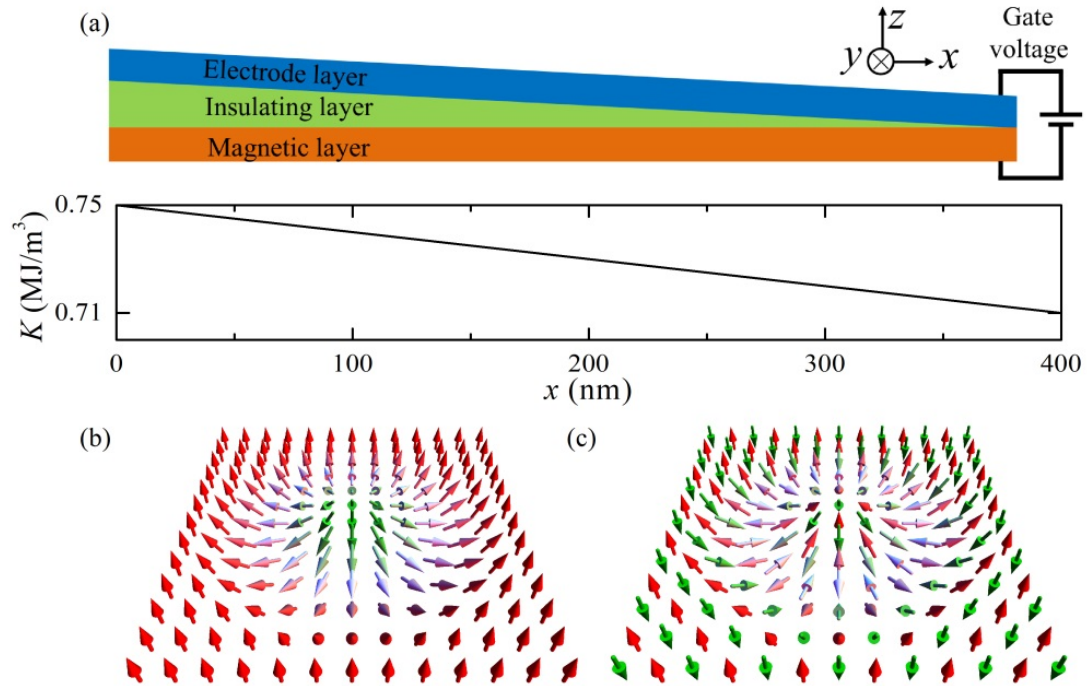 (a)
z
y
x
Gate
voltage
Electrode layer
Insulating layer
Magnetic layer
0.75
0.71
K (MJ/m³)
0
100
200
300
400
x (nm)
(b)
(c)